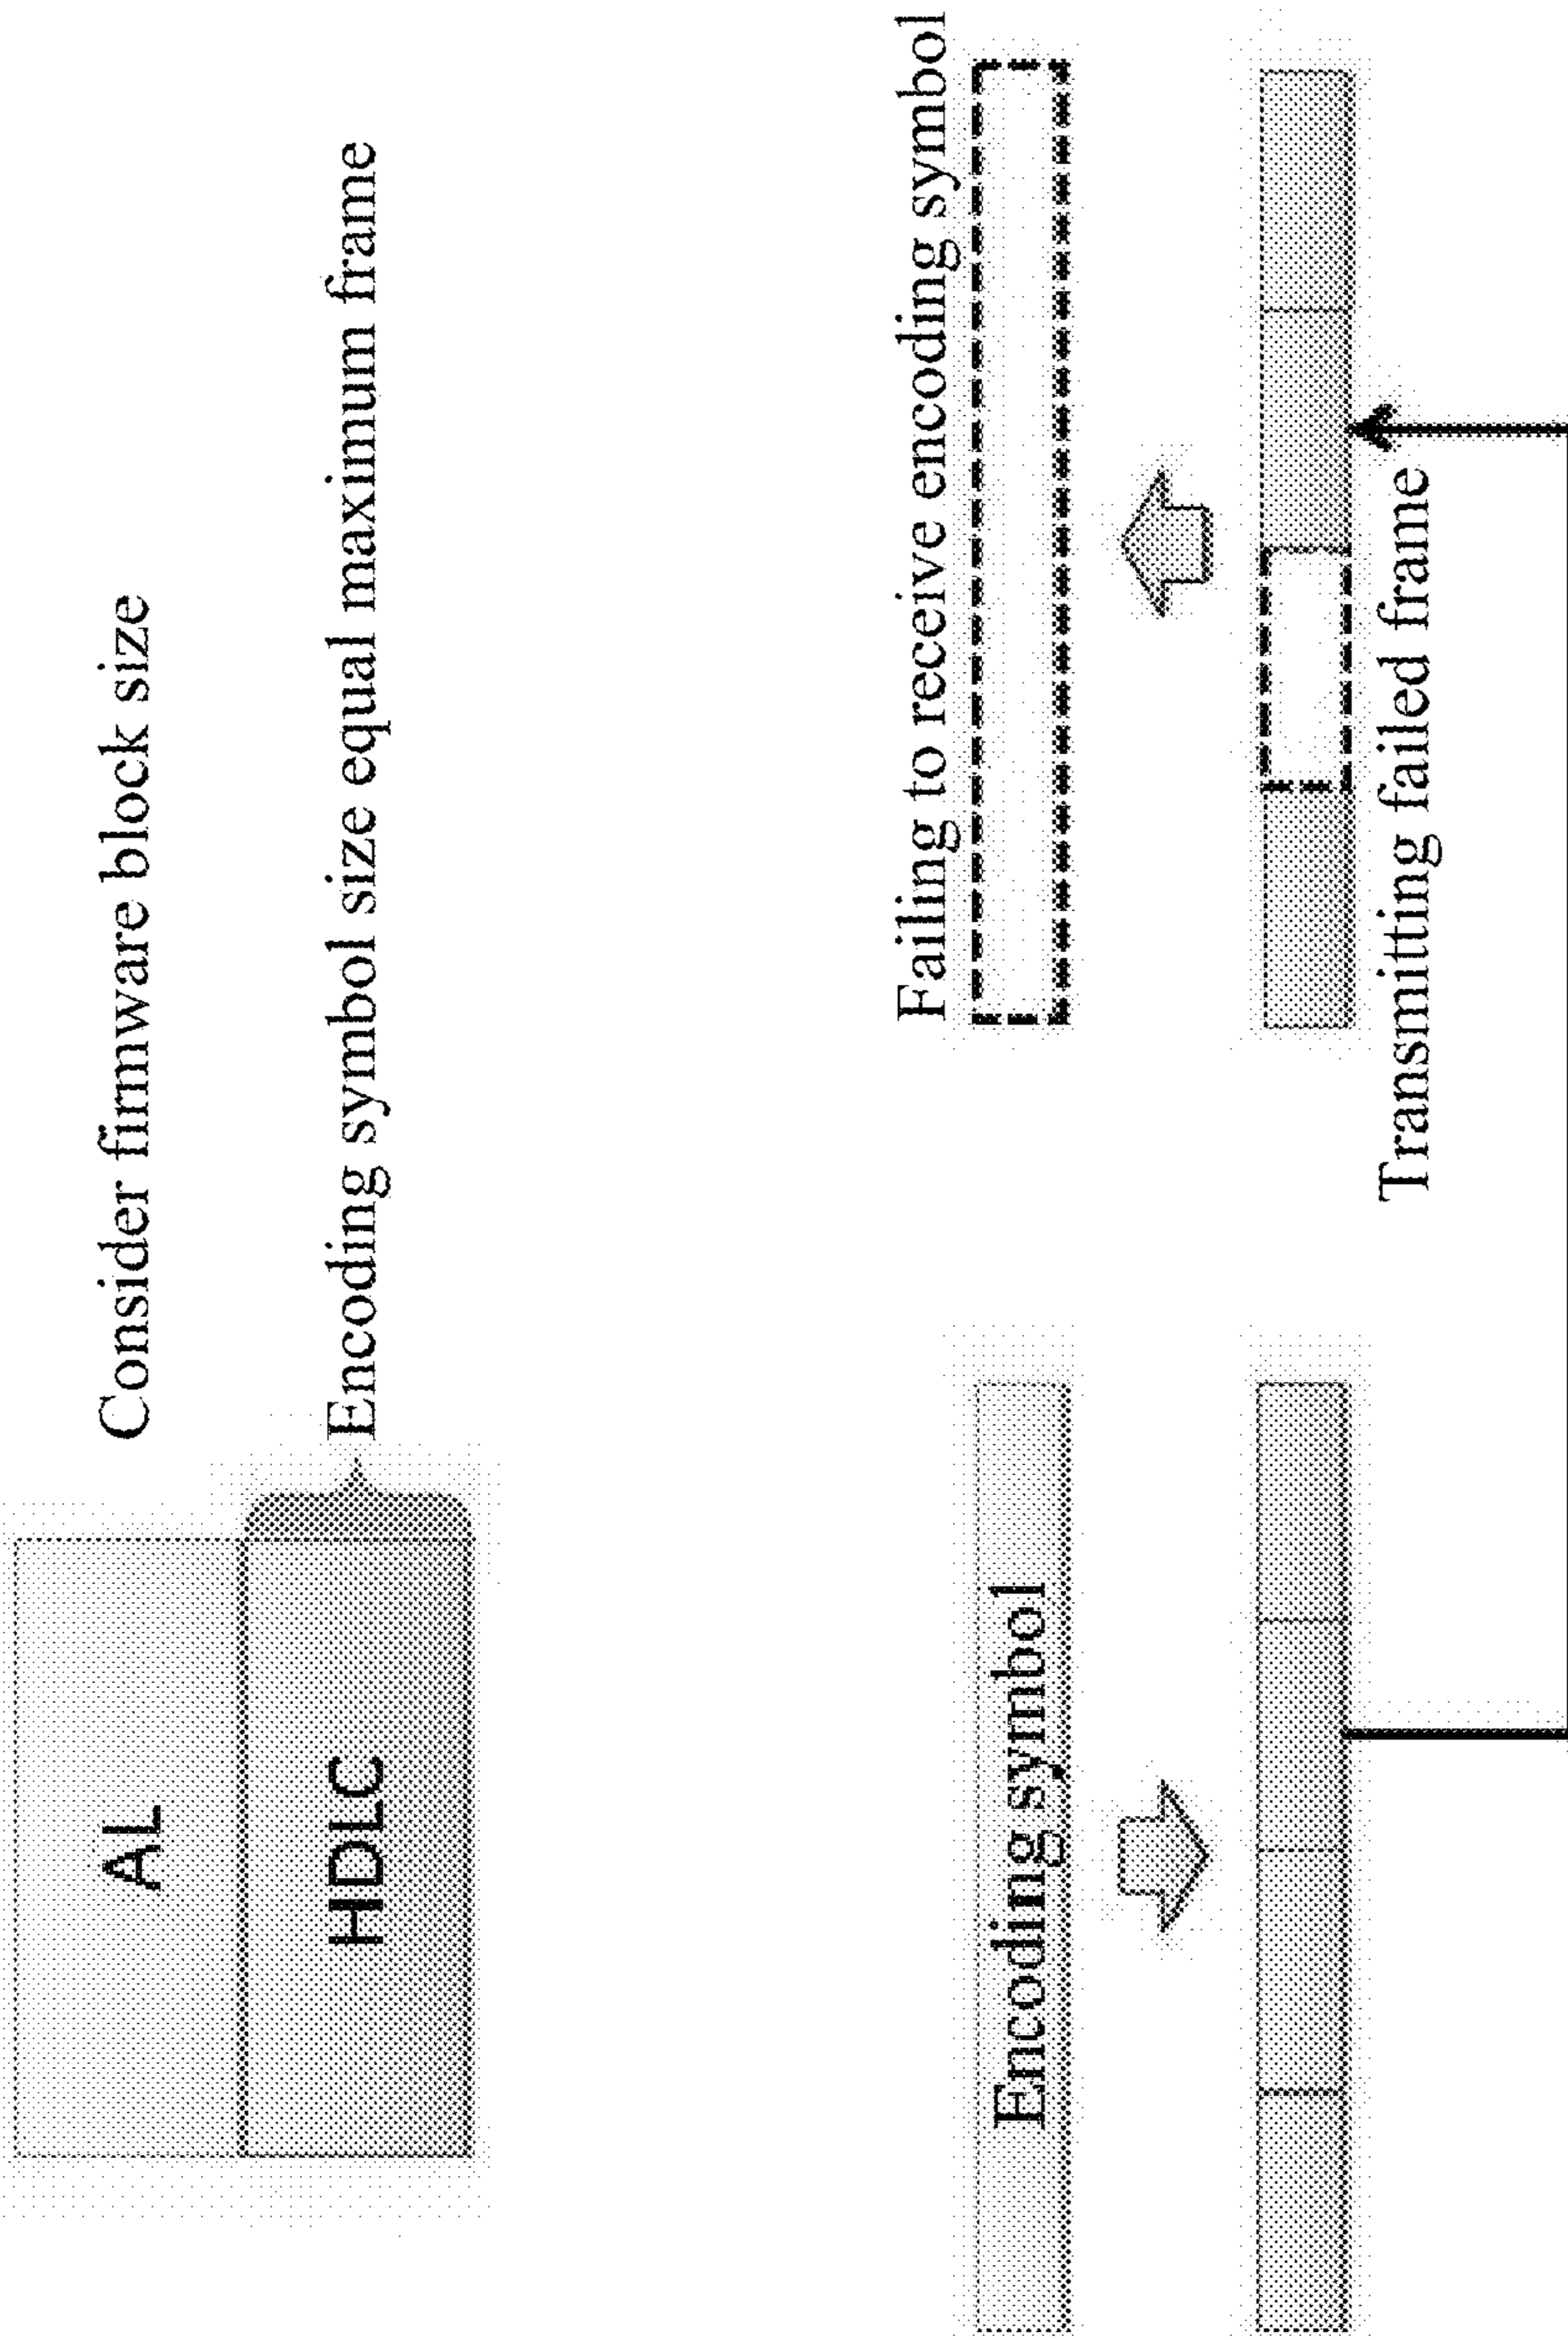 AL
Consider firmware block size
HDLC
Encoding symbol size equal maximum frame
Failing to receive encoding symbol
Encoding symbol
Transmitting failed frame